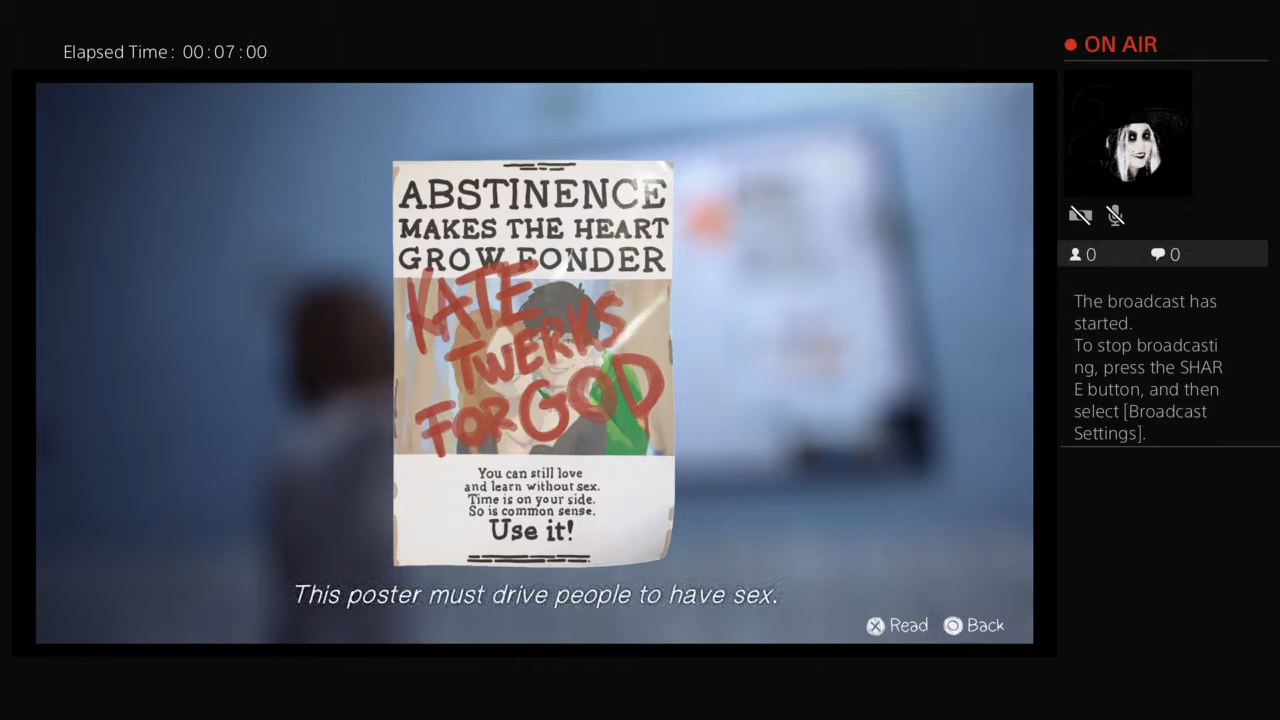 Elapsed Time: 00:07:00
ON AIR
ABSTINENCE
MAKES THE HEART
GROW FONDER
KATE
TWERKS
FOR GOD
You can still love
and learn without sex.
Time is on your side.
So is common sense.
Use it!
This poster must drive people to have sex.
Read
Back
0
0
The broadcast has
started.
To stop broadcasti
ng, press the SHAR
E button, and then
select [Broadcast
Settings].